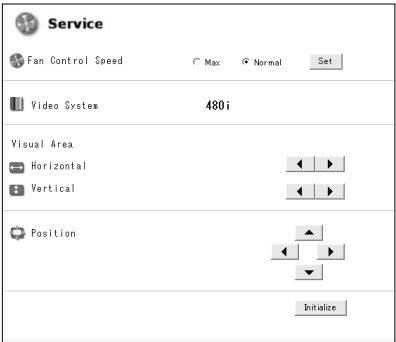 Service
Fan Control Speed Max Normal Set
Video System 480i
Visual Area
Horizontal
Vertical
Position
Initialize